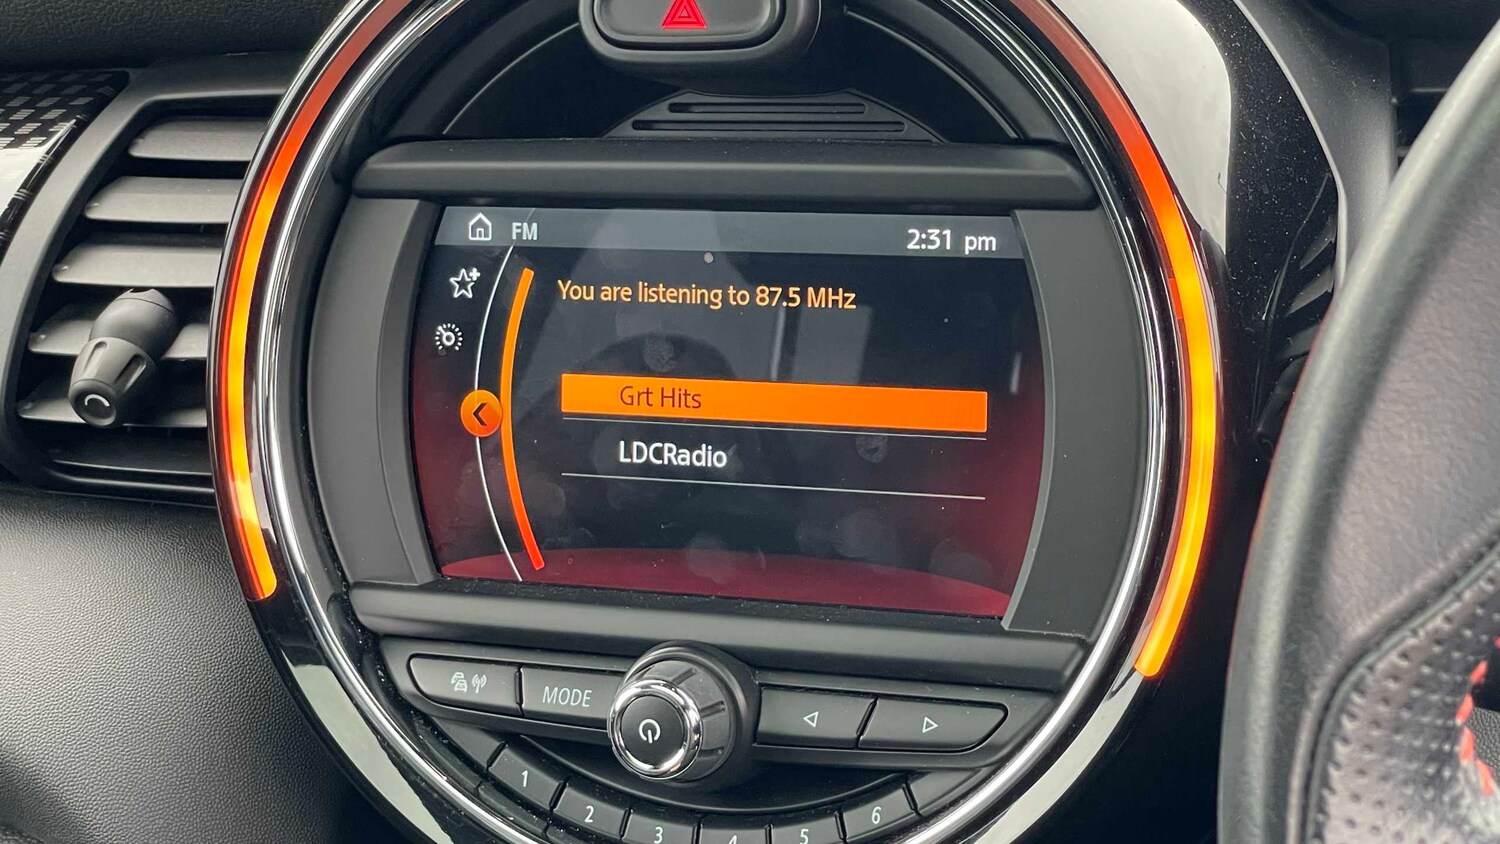 FM
2:31 pm
You are listening to 87.5 MHz
Grt Hits
LDCRadio
MODE
1
2
3
4
5
6